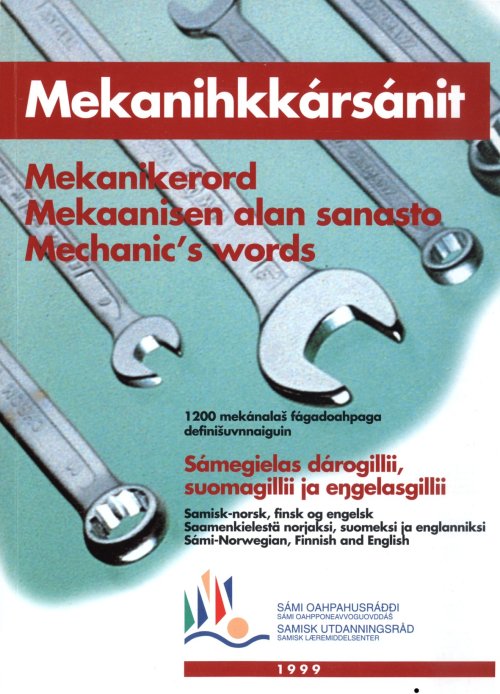 Mekanihkkársánit
Mekanikerord
Mekaanisen alan sanasto
Mechanic's words
1200 mekánalaš fágadoahpaga
definišuvnnaiguin
Sámegielas dárogillii,
suomagillii ja eŋgelasgillii
Samisk-norsk, finsk og engelsk
Saamenkielestä norjaksi, suomeksi ja englanniksi
Sámi-Norwegian, Finnish and English
SÁMI OAHPAHUSRÁĐĐI
SÁMI OAHPPONEAVVOGUOVDDÁŠ
SAMISK UTDANNINGSRÅD
SAMISK LÆREMIDDELSENTER
1999